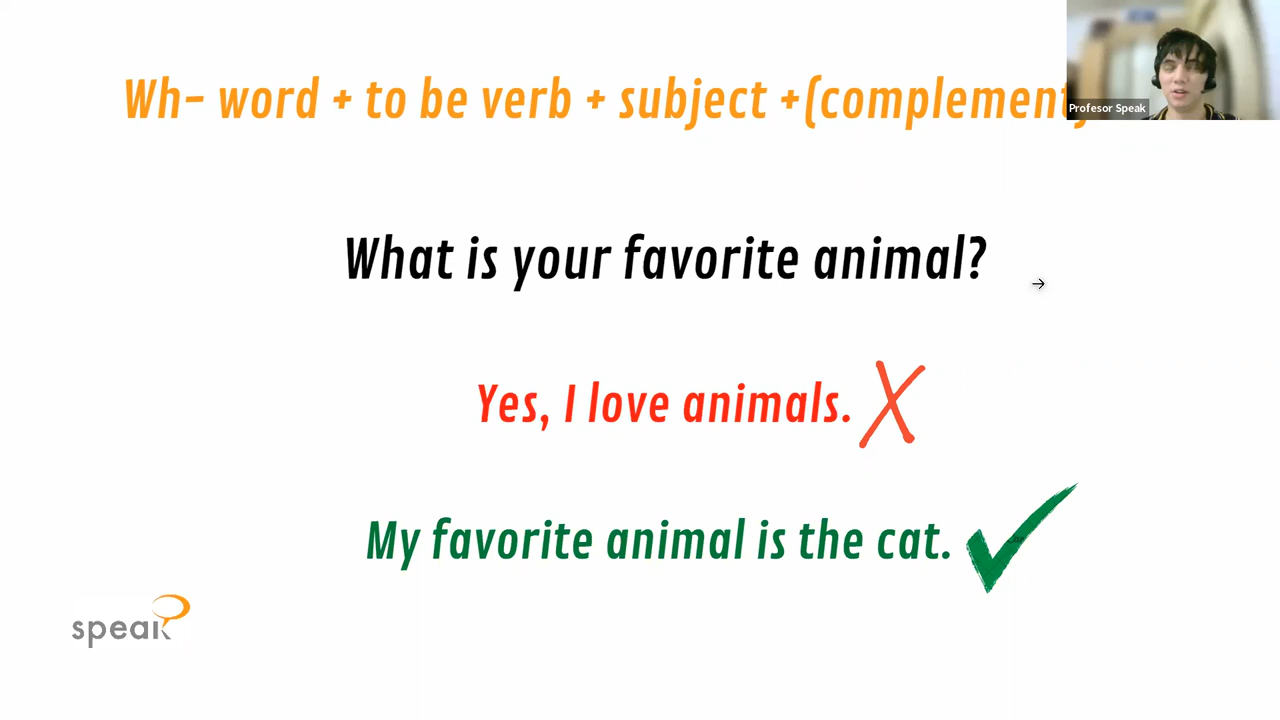 Wh- word + to be verb + subject +(complement)
Profesor Speak
What is your favorite animal?
Yes, I love animals.
My favorite animal is the cat.
speak